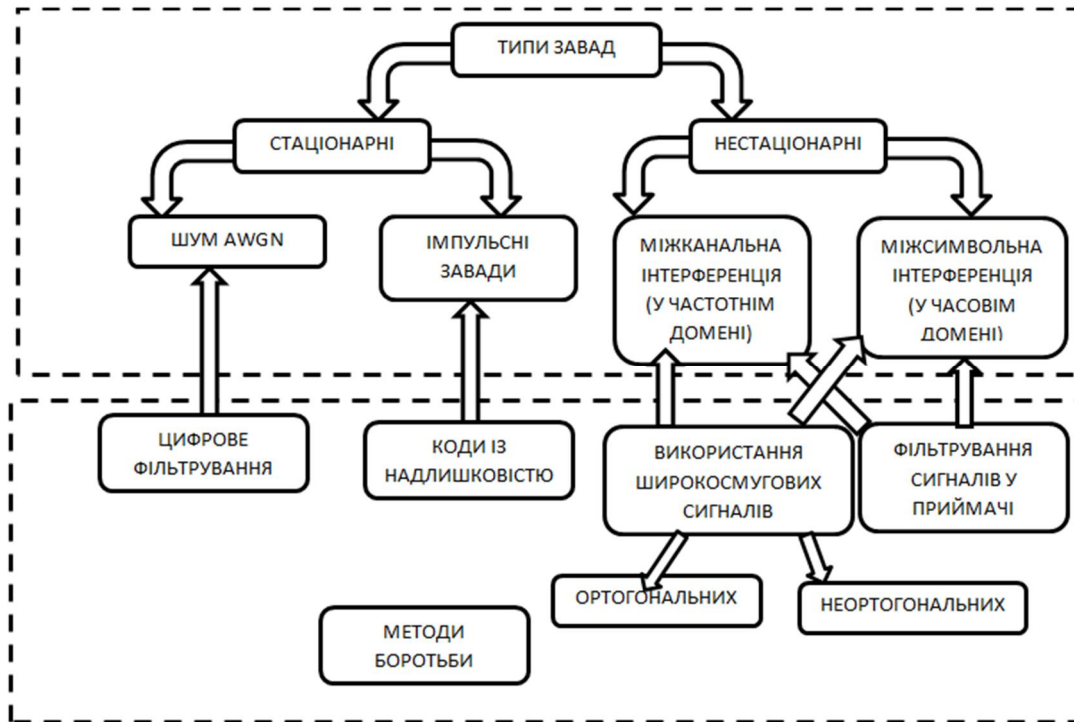 ТИПИ ЗАВАД
СТАЦІОНАРНІ
НЕСТАЦІОНАРНІ
ШУМ AWGN
ІМПУЛЬСНІ
ЗАВАДИ
МІЖКАНАЛЬНА
ІНТЕРФЕРЕНЦІЯ
(У ЧАСТОТНІМ
ДОМЕНІ)
МІЖСИМВОЛЬНА
ІНТЕРФЕРЕНЦІЯ
(У ЧАСОВІМ
ДОМЕНІ)
ЦИФРОВЕ
ФІЛЬТРУВАННЯ
КОДИ ІЗ
НАДЛИШКОВІСТЮ
ВИКОРИСТАННЯ
ШИРОКОСМУГОВИХ
СИГНАЛІВ
ФІЛЬТРУВАННЯ
СИГНАЛІВ У
ПРИЙМАЧІ
ОРТОГОНАЛЬНИХ
НЕОРТОГОНАЛЬНИХ
МЕТОДИ
БОРОТЬБИ